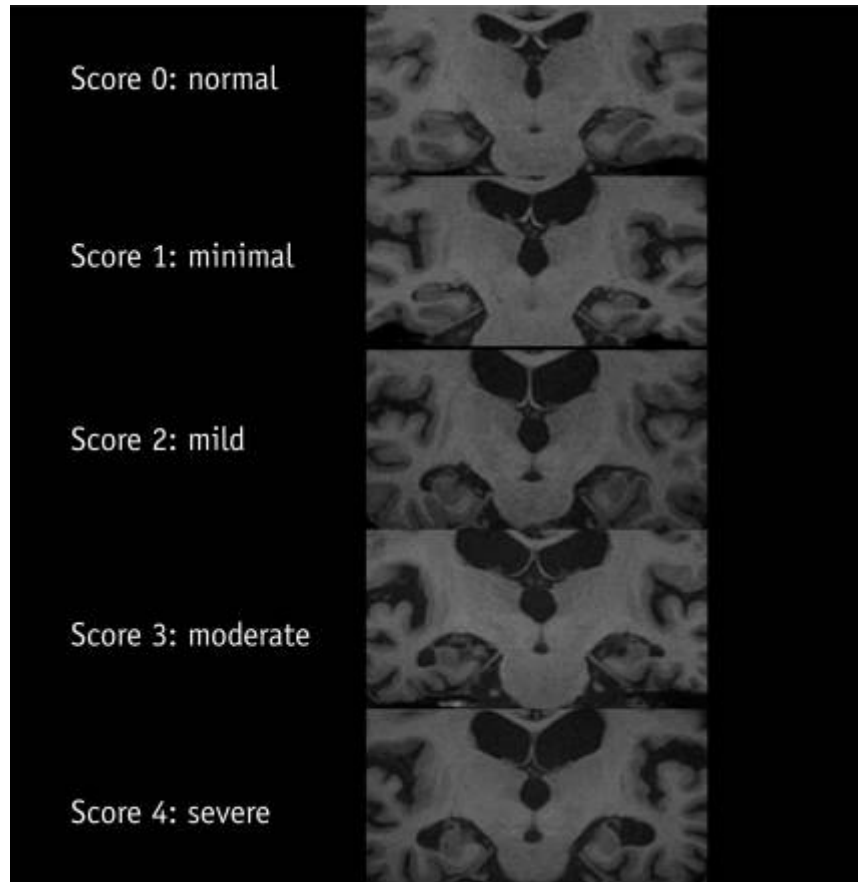 Score 0: normal
Score 1: minimal
Score 2: mild
Score 3: moderate
Score 4: severe